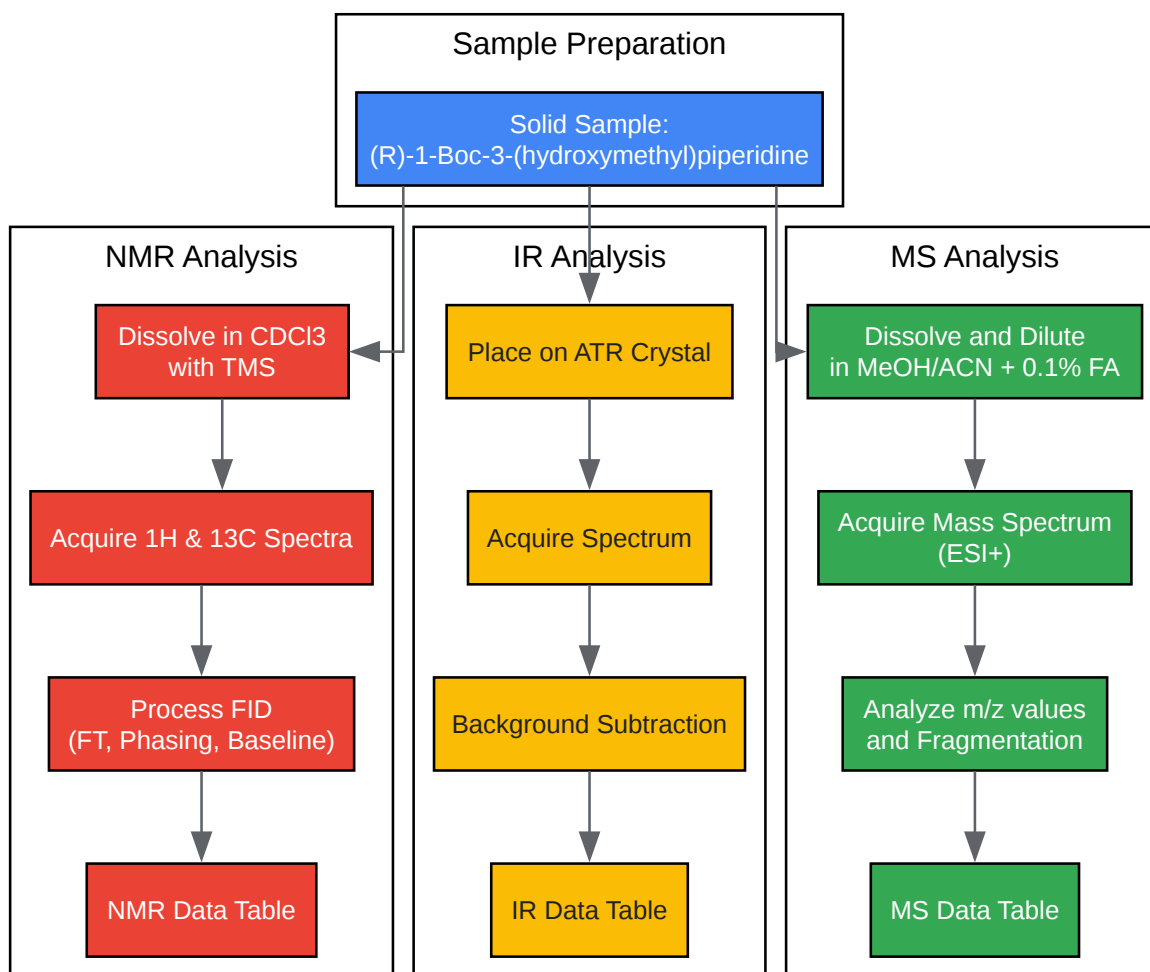 Sample Preparation
Solid Sample:
(R)-1-Boc-3-(hydroxymethyl)piperidine
NMR Analysis
Dissolve in CDCl3
with TMS
Acquire 1H & 13C Spectra
Process FID
(FT, Phasing, Baseline)
NMR Data Table
IR Analysis
Place on ATR Crystal
Acquire Spectrum
Background Subtraction
IR Data Table
MS Analysis
Dissolve and Dilute
in MeOH/ACN + 0.1% FA
Acquire Mass Spectrum
(ESI+)
Analyze m/z values
and Fragmentation
MS Data Table